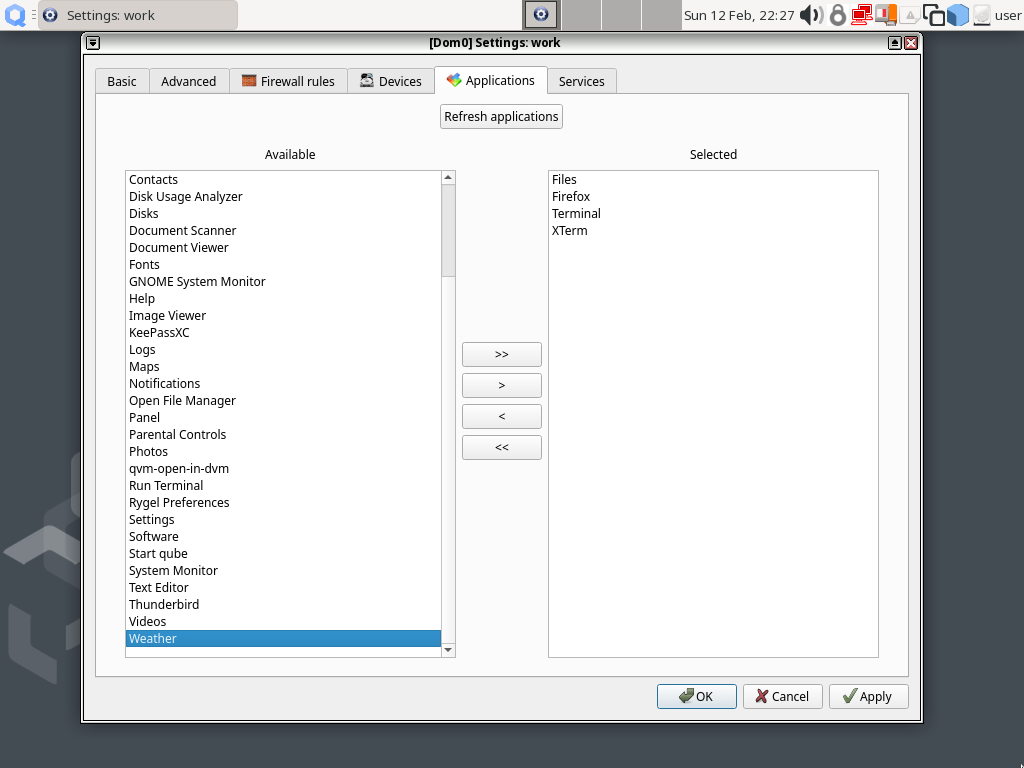 Settings: work
Sun 12 Feb, 22:27
user
[Dom0] Settings: work
Basic
Advanced
Firewall rules
Devices
Applications
Services
Refresh applications
Available
Selected
Contacts
Disk Usage Analyzer
Disks
Document Scanner
Document Viewer
Fonts
GNOME System Monitor
Help
Image Viewer
KeePassXC
Logs
Maps
Notifications
Open File Manager
Panel
Parental Controls
Photos
qvm-open-in-dvm
Run Terminal
Rygel Preferences
Settings
Software
Start qube
System Monitor
Text Editor
Thunderbird
Videos
Weather
>>
>
<
<<
Files
Firefox
Terminal
XTerm
OK
Cancel
Apply